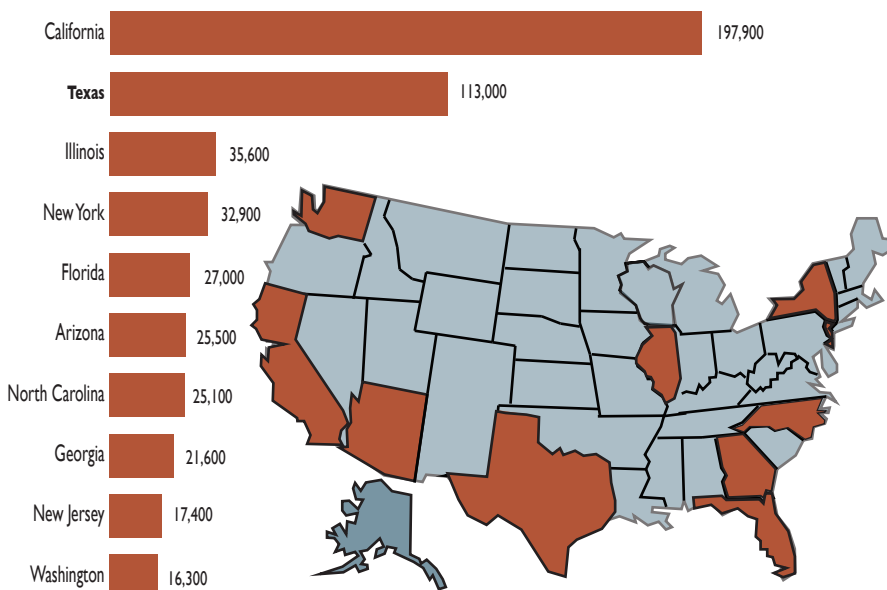 California 197,900
Texas 113,000
Illinois 35,600
New York 32,900
Florida 27,000
Arizona 25,500
North Carolina 25,100
Georgia 21,600
New Jersey 17,400
Washington 16,300